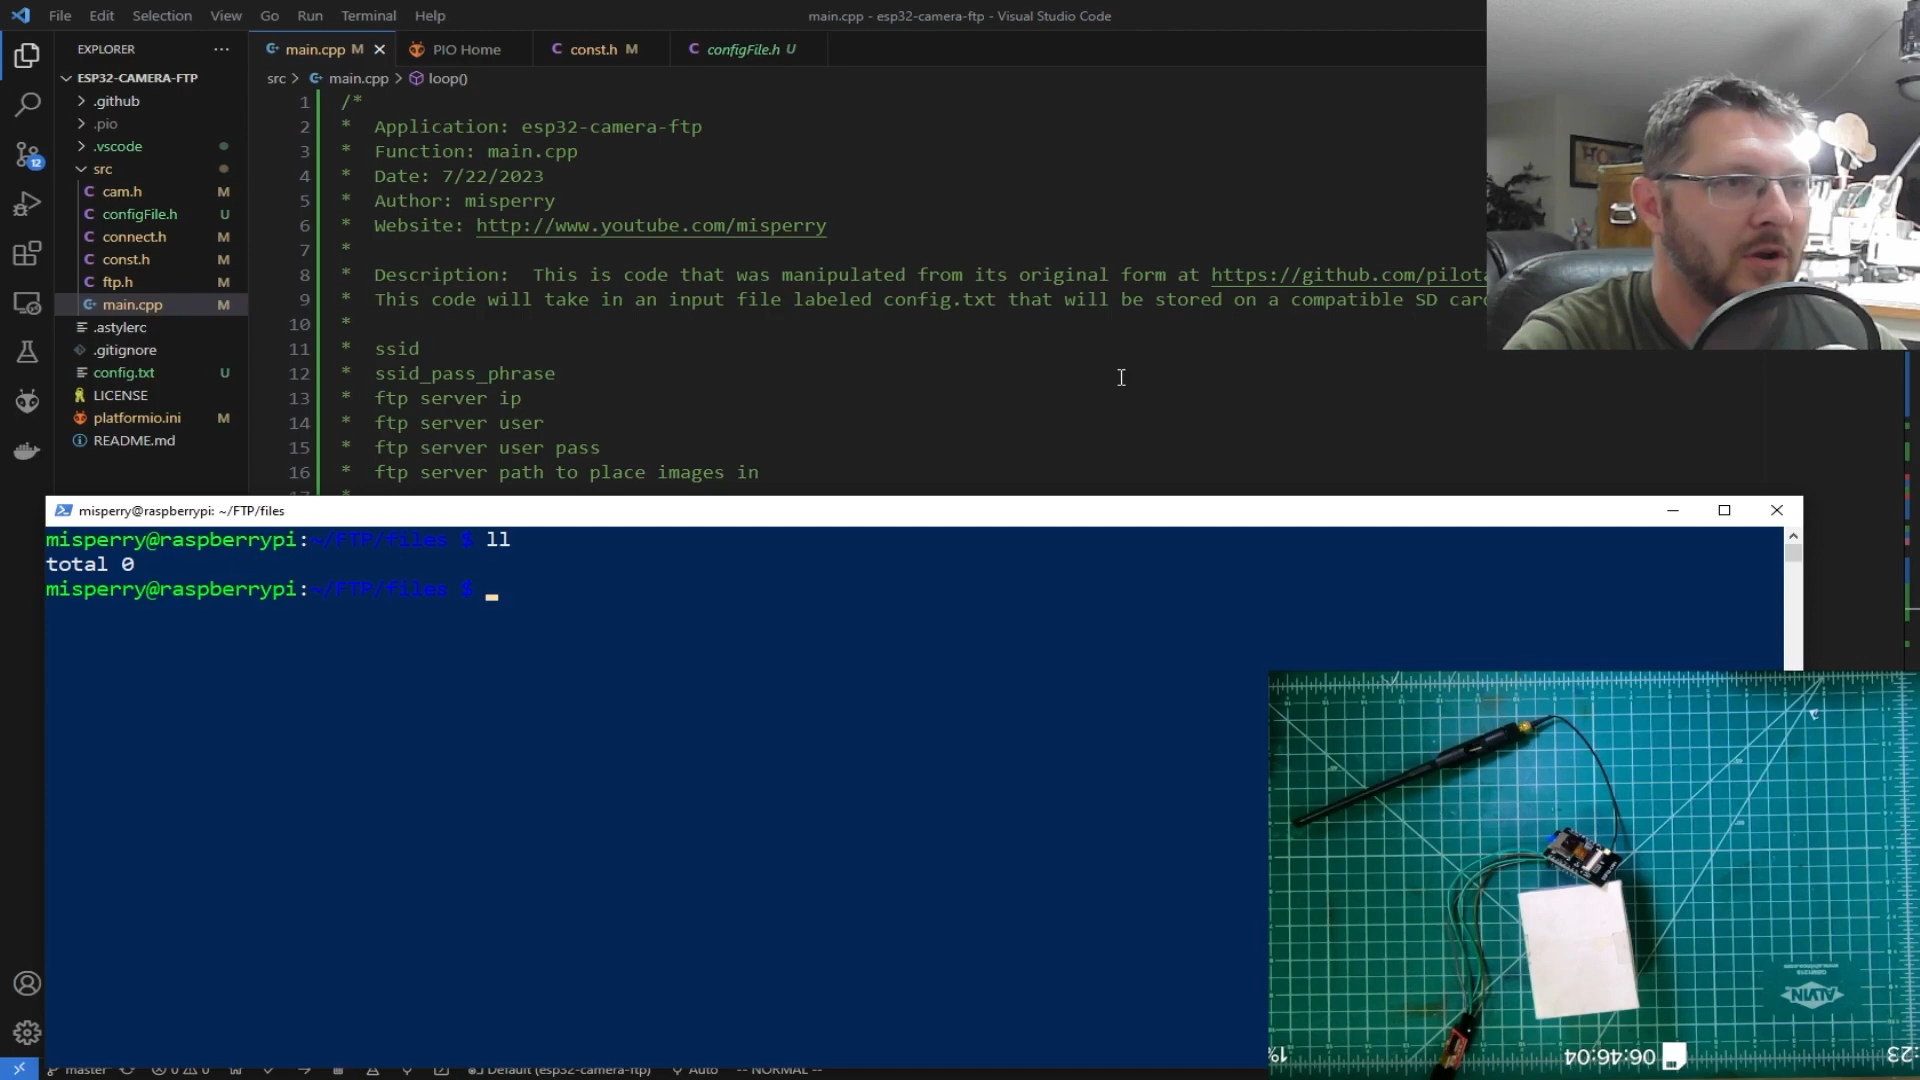 File Edit Selection View Go Run Terminal Help
main.cpp - esp32-camera-ftp - Visual Studio Code
EXPLORER ···
main.cpp M
PIO Home
const.h M
configFile.h U
ESP32-CAMERA-FTP
src > main.cpp > loop()
.github
.pio
.vscode
src
cam.h M
configFile.h U
connect.h M
const.h M
ftp.h M
main.cpp M
.astylerc
.gitignore
config.txt U
LICENSE
platformio.ini M
README.md
12
1 /*
2 * Application: esp32-camera-ftp
3 * Function: main.cpp
4 * Date: 7/22/2023
5 * Author: misperry
6 * Website: http://www.youtube.com/misperry
7 *
8 * Description: This is code that was manipulated from its original form at https://github.com/pilota
9 * This code will take in an input file labeled config.txt that will be stored on a compatible SD card
10 *
11 * ssid
12 * ssid_pass_phrase
13 * ftp server ip
14 * ftp server user
15 * ftp server user pass
16 * ftp server path to place images in
misperry@raspberrypi: ~/FTP/files
misperry@raspberrypi:~/FTP/files $ ll
total 0
misperry@raspberrypi:~/FTP/files $
ALVIN
06:46:04
master
Default (esp32-camera-ftp)
Auto
-- NORMAL --